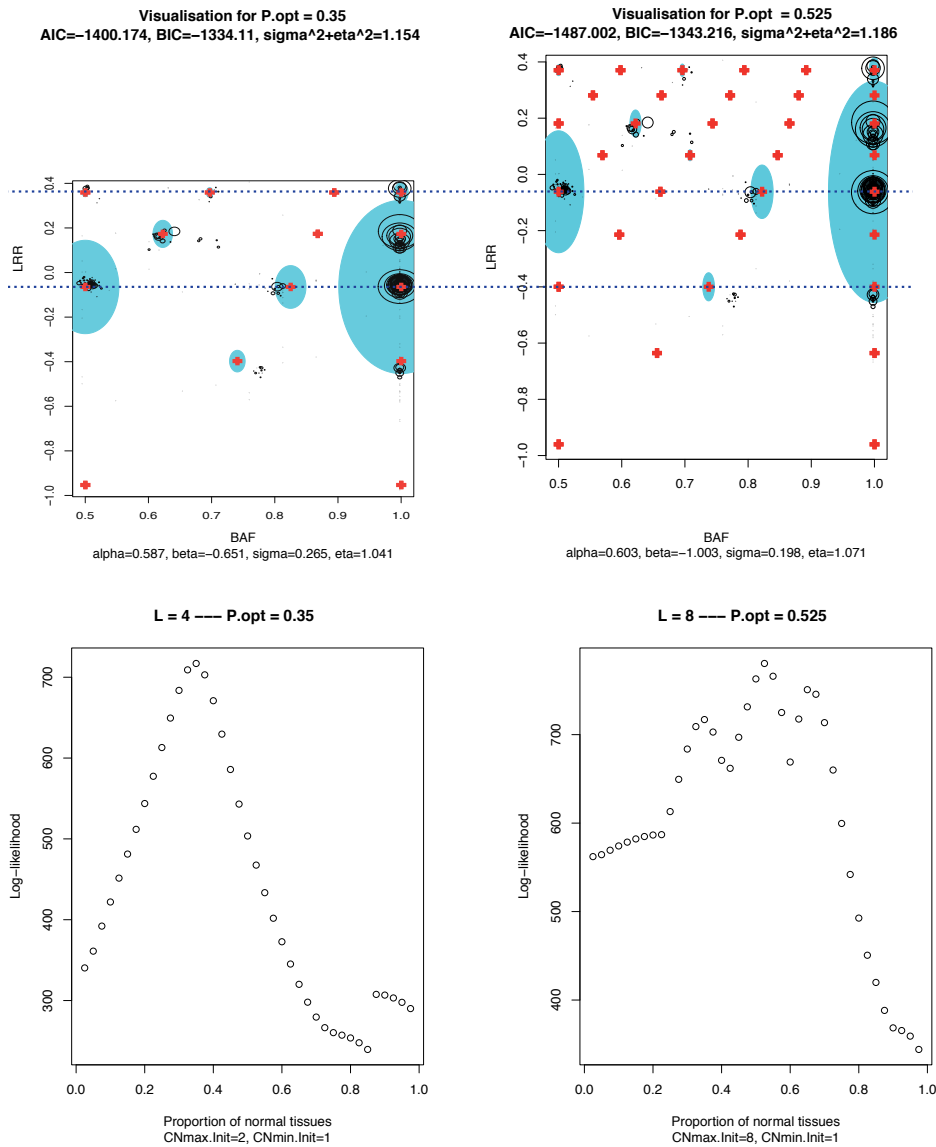 Visualisation for P.opt = 0.35
AIC=−1400.174, BIC=−1334.11, sigma^2+eta^2=1.154
LRR
0.4
0.2
0.0
−0.2
−0.4
−0.6
−0.8
−1.0
0.5 0.6 0.7 0.8 0.9 1.0
BAF
alpha=0.587, beta=−0.651, sigma=0.265, eta=1.041
Visualisation for P.opt = 0.525
AIC=−1487.002, BIC=−1343.216, sigma^2+eta^2=1.186
LRR
0.4
0.2
0.0
−0.2
−0.4
−0.6
−0.8
−1.0
0.5 0.6 0.7 0.8 0.9 1.0
BAF
alpha=0.603, beta=−1.003, sigma=0.198, eta=1.071
L = 4 −−− P.opt = 0.35
Log−likelihood
700
600
500
400
300
0.0 0.2 0.4 0.6 0.8 1.0
Proportion of normal tissues
CNmax.Init=2, CNmin.Init=1
L = 8 −−− P.opt = 0.525
Log−likelihood
700
600
500
400
0.0 0.2 0.4 0.6 0.8 1.0
Proportion of normal tissues
CNmax.Init=8, CNmin.Init=1